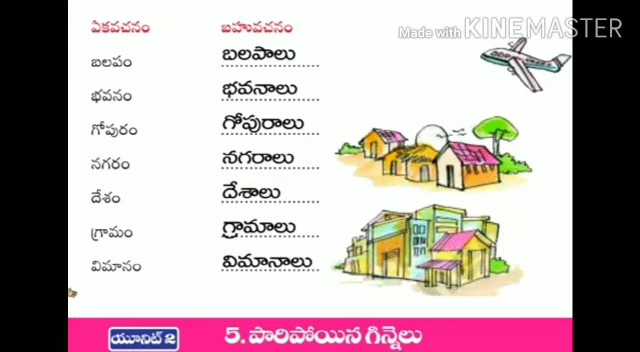 Made with KINEMASTER
ఏకవచనం బహువచనం
బలపం బలపాలు
భవనం భవనాలు
గోపురం గోపురాలు
నగరం నగరాలు
దేశం దేశాలు
గ్రామం గ్రామాలు
విమానం విమానాలు
యూనిట్ 2 5. పారిపోయిన గిన్నెలు